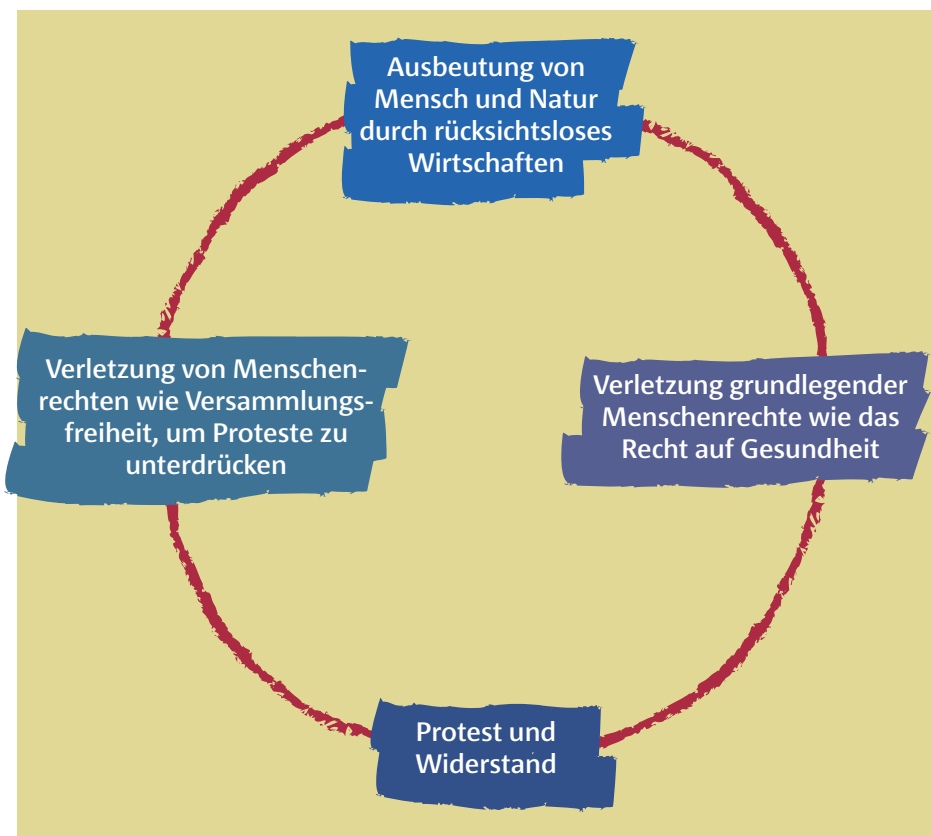 Ausbeutung von
Mensch und Natur
durch rücksichtsloses
Wirtschaften
Verletzung von Menschen-
rechten wie Versammlungs-
freiheit, um Proteste zu
unterdrücken
Verletzung grundlegender
Menschenrechte wie das
Recht auf Gesundheit
Protest und
Widerstand